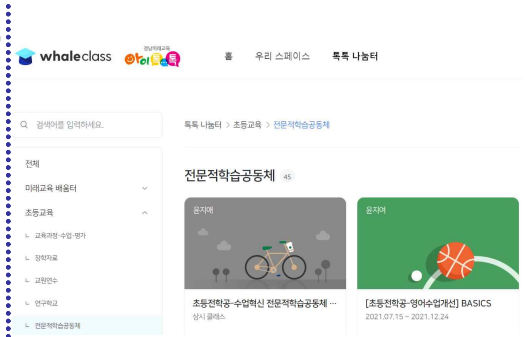 whaleclass
경남미래교육
아이톡톡
홈
우리 스페이스
톡톡 나눔터
검색어를 입력하세요.
톡톡 나눔터 > 초등교육 > 전문적학습공동체
전체
미래교육 배움터
초등교육
ㄴ 교육과정·수업·평가
ㄴ 장학자료
ㄴ 교원연수
ㄴ 연구학교
ㄴ 전문적학습공동체
전문적학습공동체 45
윤지애
초등전학공-수업혁신 전문적학습공동체 ...
상시 클래스
윤지애
[초등전학공-영어수업개선] BASICS
2021.07.15 ~ 2021.12.24